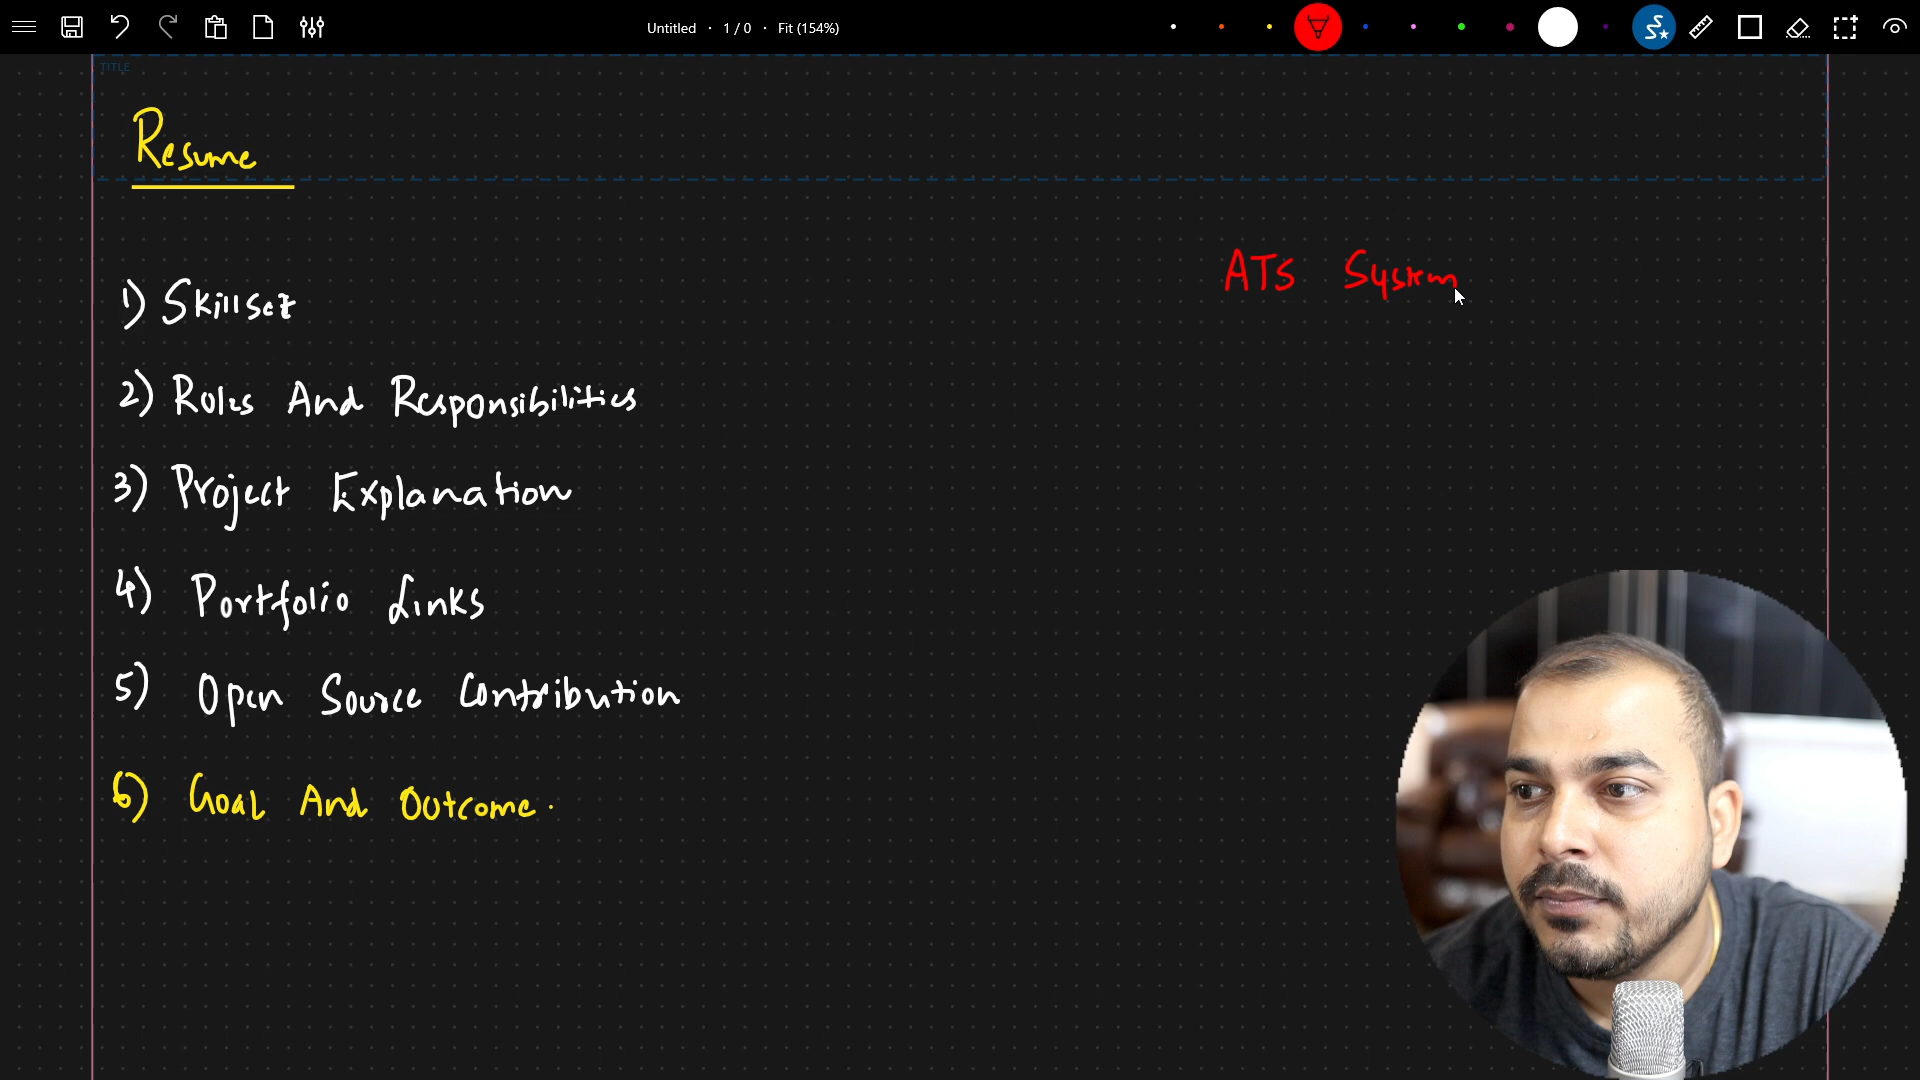 Untitled · 1 / 0 · Fit (154%)
TITLE
Resume
ATS System
1) Skillset
2) Roles And Responsibilities
3) Project Explanation
4) Portfolio Links
5) Open Source Contribution
6) Goal And Outcome.